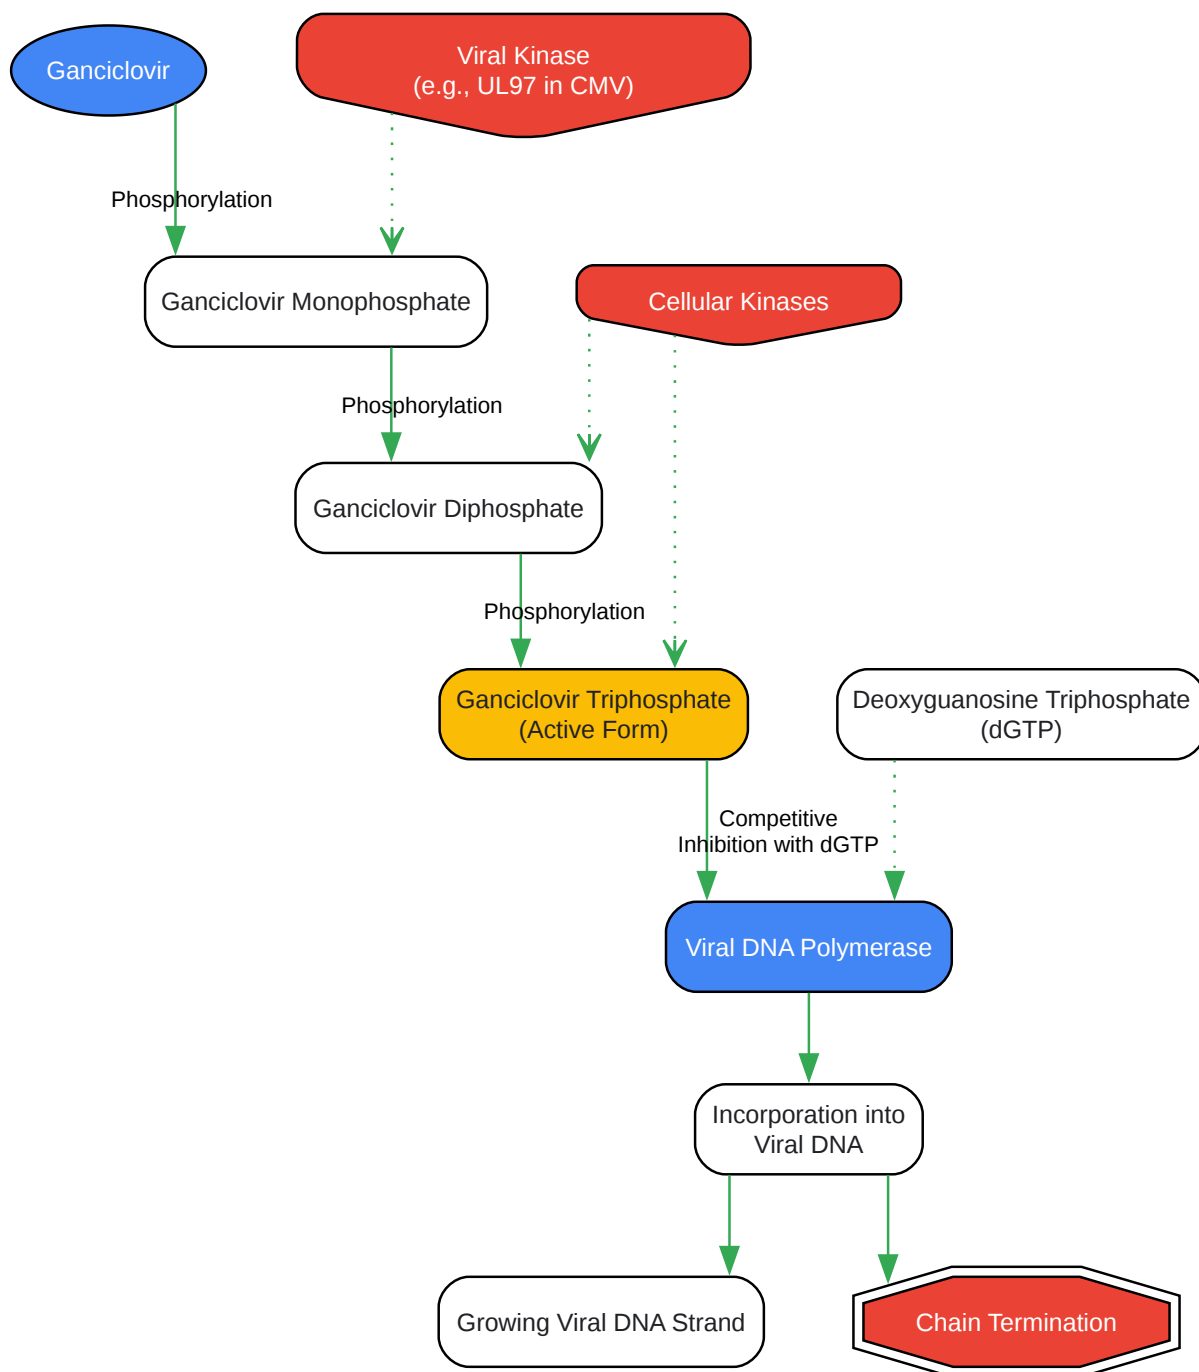 Ganciclovir
Viral Kinase
(e.g., UL97 in CMV)
Phosphorylation
Ganciclovir Monophosphate
Cellular Kinases
Phosphorylation
Ganciclovir Diphosphate
Phosphorylation
Ganciclovir Triphosphate
(Active Form)
Deoxyguanosine Triphosphate
(dGTP)
Competitive
Inhibition with dGTP
Viral DNA Polymerase
Incorporation into
Viral DNA
Growing Viral DNA Strand
Chain Termination